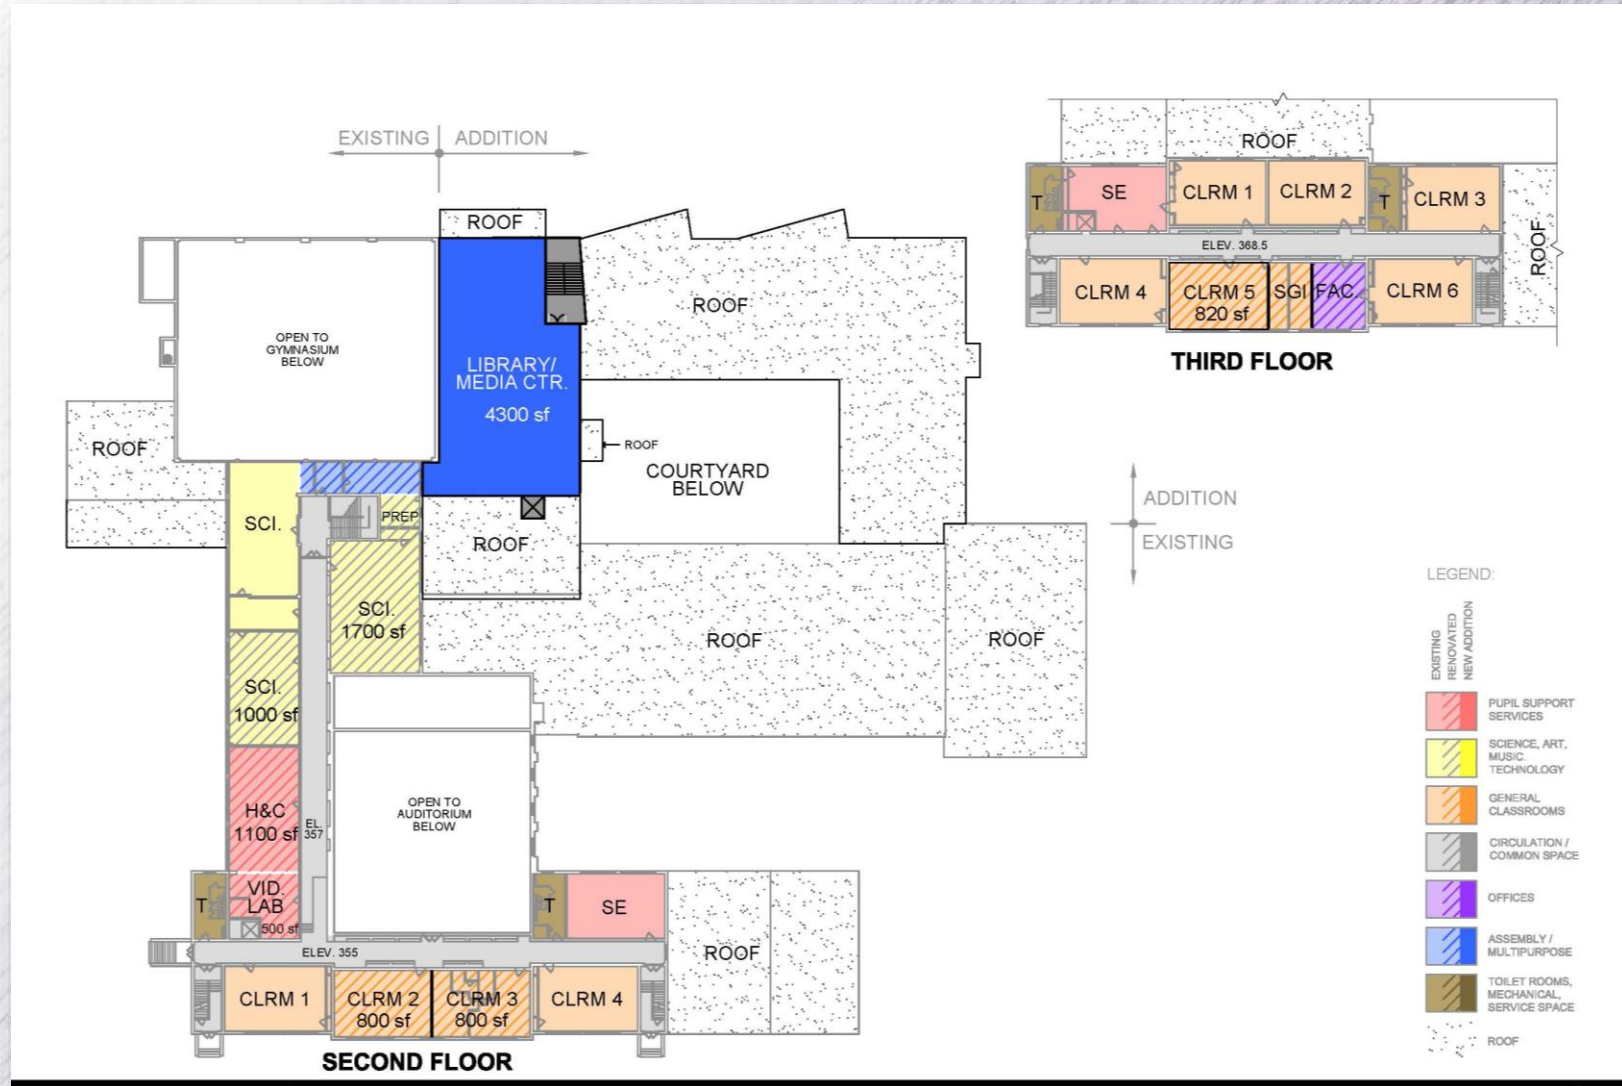 EXISTING ADDITION
ROOF
ROOF
LIBRARY/
MEDIA CTR.
4300 sf
OPEN TO
GYMNASIUM
BELOW
ROOF
ROOF
COURTYARD
BELOW
SCI.
PREP
ROOF
SCI.
1700 sf
ROOF
ROOF
SCI.
1000 sf
H&C
1100 sf
EL.
357
OPEN TO
AUDITORIUM
BELOW
VID.
LAB
500 sf
T
T
SE
ELEV. 355
ROOF
CLRM 1
CLRM 2
800 sf
CLRM 3
800 sf
CLRM 4
SECOND FLOOR
ROOF
T
SE
CLRM 1
CLRM 2
T
CLRM 3
ELEV. 368.5
ROOF
CLRM 4
CLRM 5
820 sf
SGI
FAC.
CLRM 6
THIRD FLOOR
ADDITION
EXISTING
LEGEND:
EXISTING
RENOVATED
NEW ADDITION
PUPIL SUPPORT
SERVICES
SCIENCE, ART,
MUSIC.
TECHNOLOGY
GENERAL
CLASSROOMS
CIRCULATION /
COMMON SPACE
OFFICES
ASSEMBLY /
MULTIPURPOSE
TOILET ROOMS,
MECHANICAL,
SERVICE SPACE
ROOF